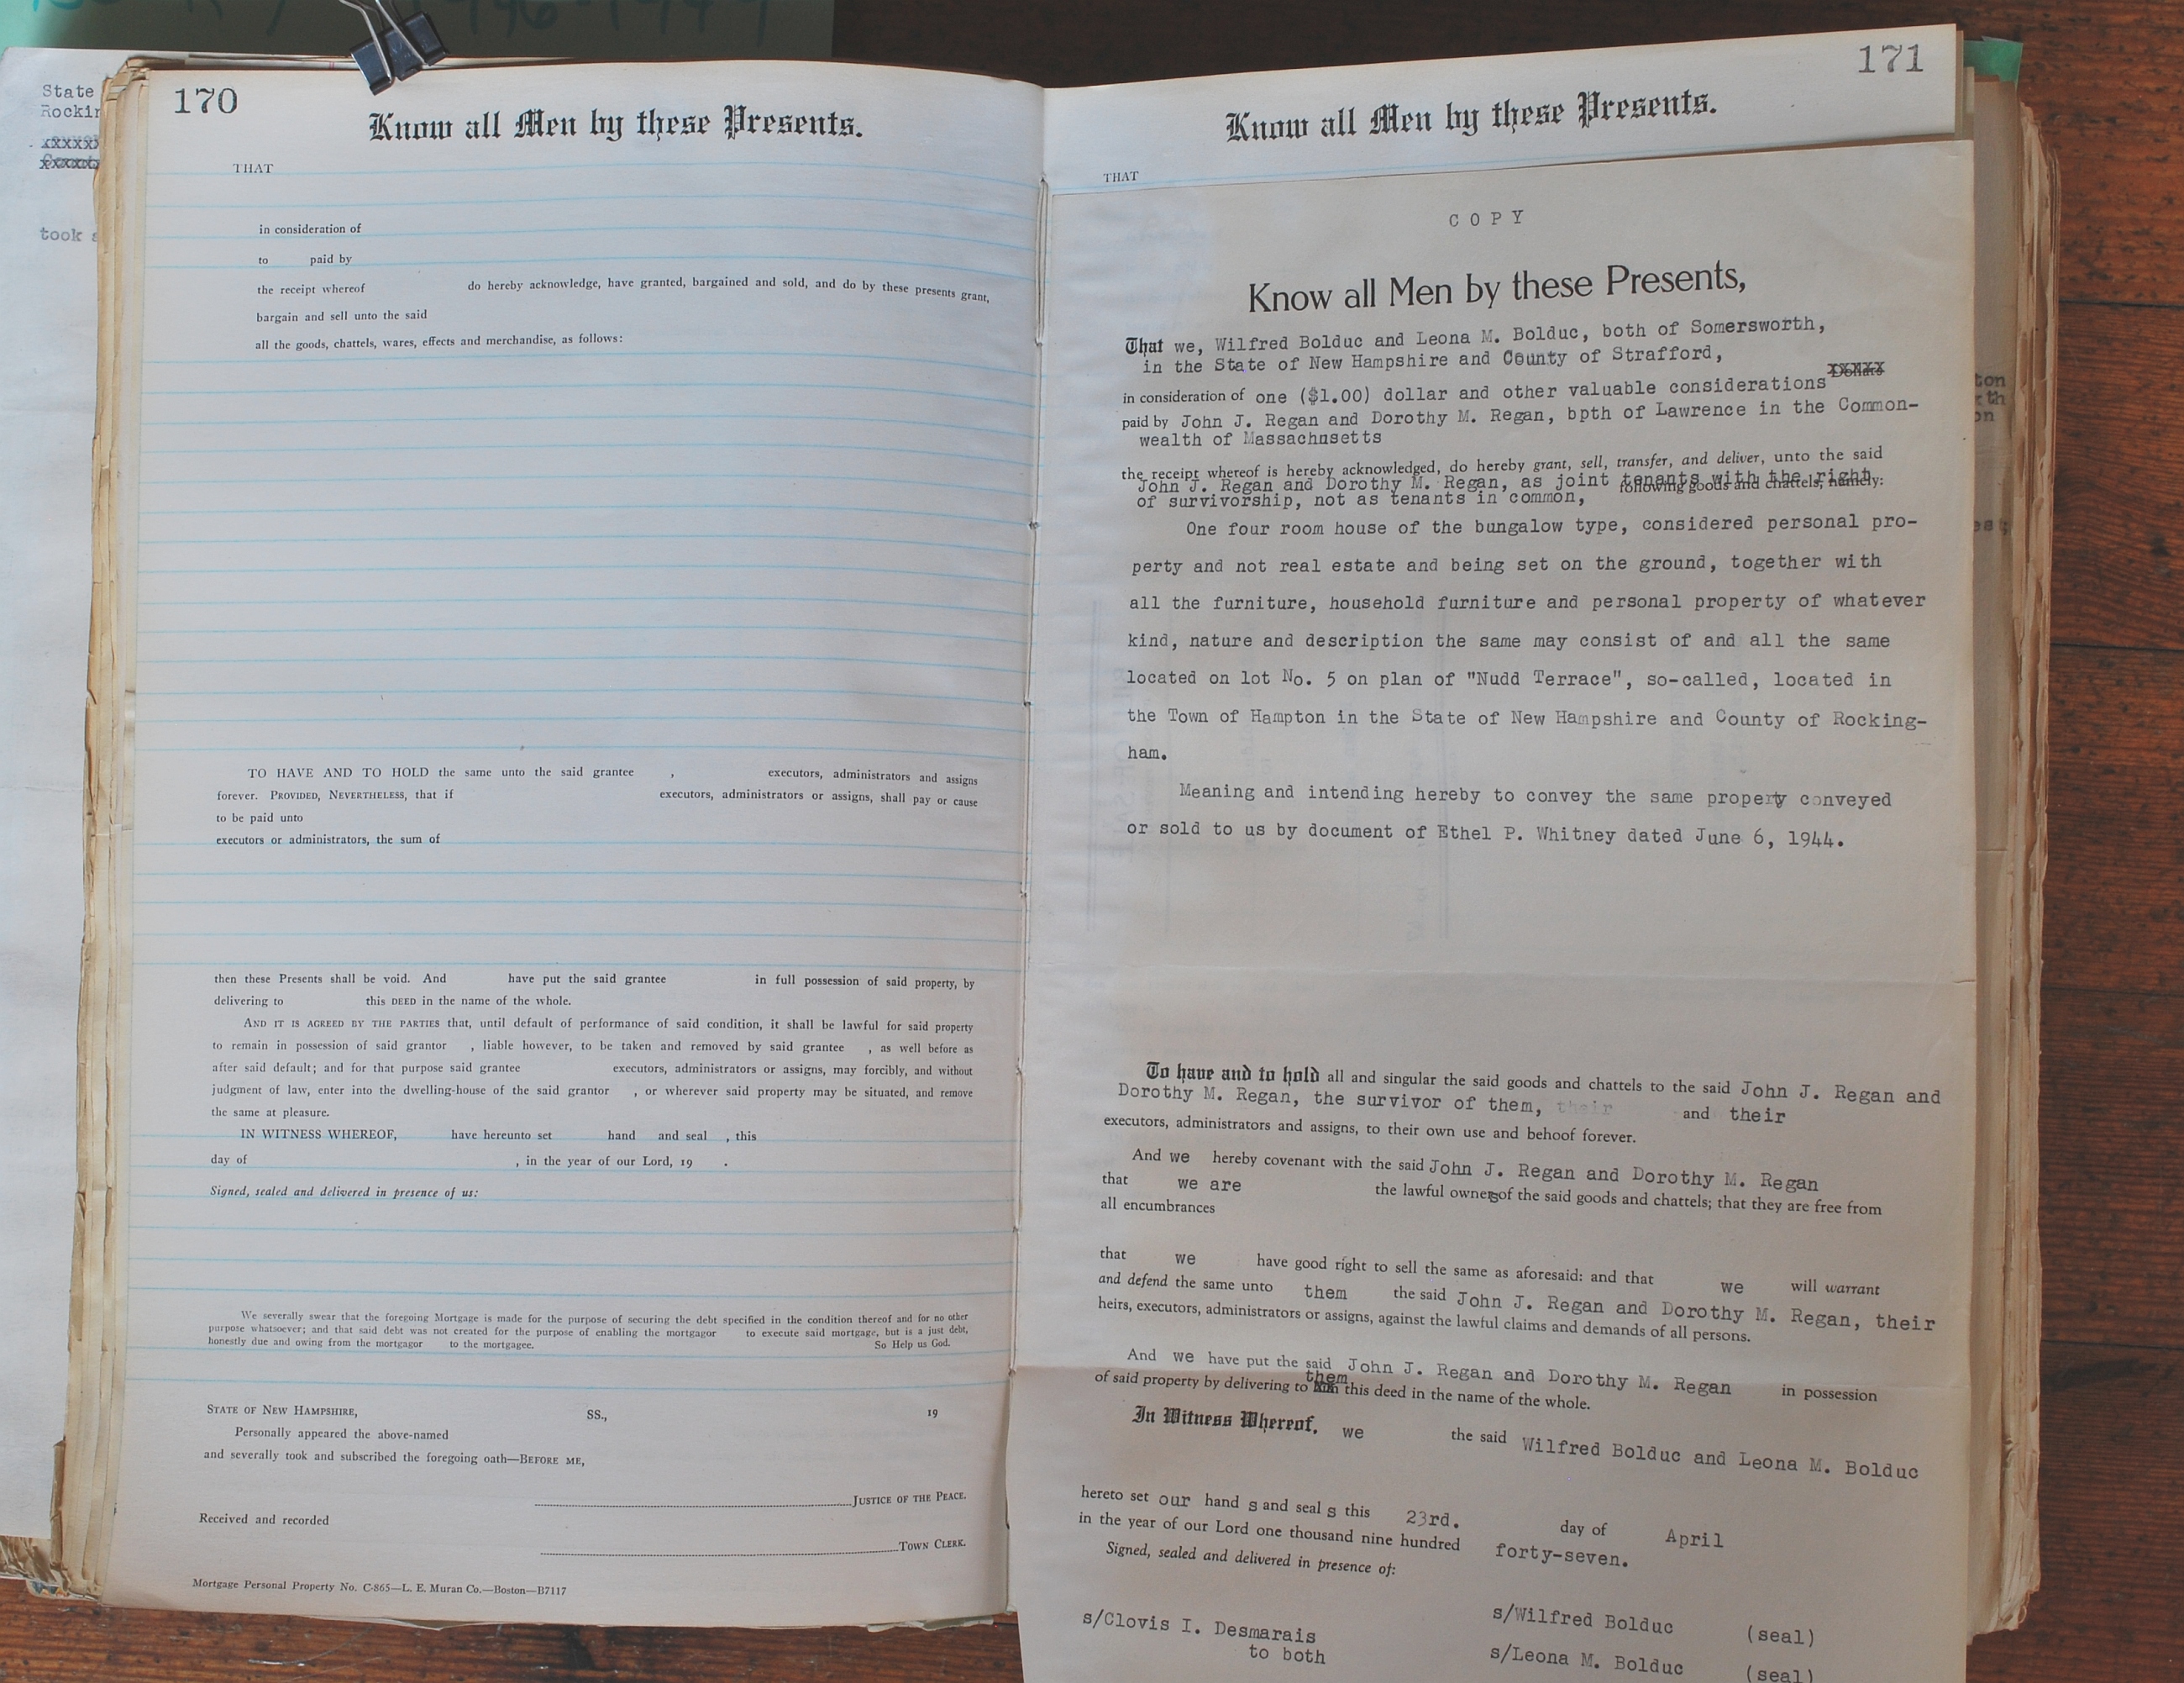 State
Rockin
took
170
Know all Men by these Presents.
THAT
in consideration of
to paid by
the receipt whereof do hereby acknowledge, have granted, bargained and sold, and do by these presents grant,
bargain and sell unto the said
all the goods, chattels, wares, effects and merchandise, as follows:
TO HAVE AND TO HOLD the same unto the said grantee , executors, administrators and assigns
forever. PROVIDED, NEVERTHELESS, that if executors, administrators or assigns, shall pay or cause
to be paid unto
executors or administrators, the sum of
then these Presents shall be void. And have put the said grantee in full possession of said property, by
delivering to this DEED in the name of the whole.
AND IT IS AGREED BY THE PARTIES that, until default of performance of said condition, it shall be lawful for said property
to remain in possession of said grantor , liable however, to be taken and removed by said grantee , as well before as
after said default; and for that purpose said grantee executors, administrators or assigns, may forcibly, and without
judgment of law, enter into the dwelling-house of the said grantor , or wherever said property may be situated, and remove
the same at pleasure.
IN WITNESS WHEREOF, have hereunto set hand and seal , this
day of , in the year of our Lord, 19 .
Signed, sealed and delivered in presence of us:
We severally swear that the foregoing Mortgage is made for the purpose of securing the debt specified in the condition thereof and for no other
purpose whatsoever; and that said debt was not created for the purpose of enabling the mortgagor to execute said mortgage, but is a just debt,
honestly due and owing from the mortgagor to the mortgagee. So Help us God.
STATE OF NEW HAMPSHIRE, SS., 19
Personally appeared the above-named
and severally took and subscribed the foregoing oath—BEFORE ME,
JUSTICE OF THE PEACE.
Received and recorded
TOWN CLERK.
Mortgage Personal Property No. C-865—L. E. Muran Co.—Boston—B7117
171
Know all Men by these Presents.
THAT
COPY
Know all Men by these Presents,
That we, Wilfred Bolduc and Leona M. Bolduc, both of Somersworth,
in the State of New Hampshire and County of Strafford,
in consideration of one ($1.00) dollar and other valuable considerations Dollars
paid by John J. Regan and Dorothy M. Regan, bpth of Lawrence in the Common-
wealth of Massachusetts
the receipt whereof is hereby acknowledged, do hereby grant, sell, transfer, and deliver, unto the said
John J. Regan and Dorothy M. Regan, as joint tenants with the right
following goods and chattels, namely:
of survivorship, not as tenants in common,
One four room house of the bungalow type, considered personal pro-
perty and not real estate and being set on the ground, together with
all the furniture, household furniture and personal property of whatever
kind, nature and description the same may consist of and all the same
located on lot No. 5 on plan of "Nudd Terrace", so-called, located in
the Town of Hampton in the State of New Hampshire and County of Rocking-
ham.
Meaning and intending hereby to convey the same property conveyed
or sold to us by document of Ethel P. Whitney dated June 6, 1944.
To have and to hold all and singular the said goods and chattels to the said John J. Regan and
Dorothy M. Regan, the survivor of them, their and their
executors, administrators and assigns, to their own use and behoof forever.
And we hereby covenant with the said John J. Regan and Dorothy M. Regan
that we are the lawful owners of the said goods and chattels; that they are free from
all encumbrances
that we have good right to sell the same as aforesaid: and that we will warrant
and defend the same unto them the said John J. Regan and Dorothy M. Regan, their
heirs, executors, administrators or assigns, against the lawful claims and demands of all persons.
And we have put the said John J. Regan and Dorothy M. Regan in possession
of said property by delivering to them this deed in the name of the whole.
In Witness Whereof, we the said Wilfred Bolduc and Leona M. Bolduc
hereto set our hand s and seal s this 23rd. day of April
in the year of our Lord one thousand nine hundred forty-seven.
Signed, sealed and delivered in presence of:
s/Clovis I. Desmarais s/Wilfred Bolduc (seal)
to both s/Leona M. Bolduc (seal)